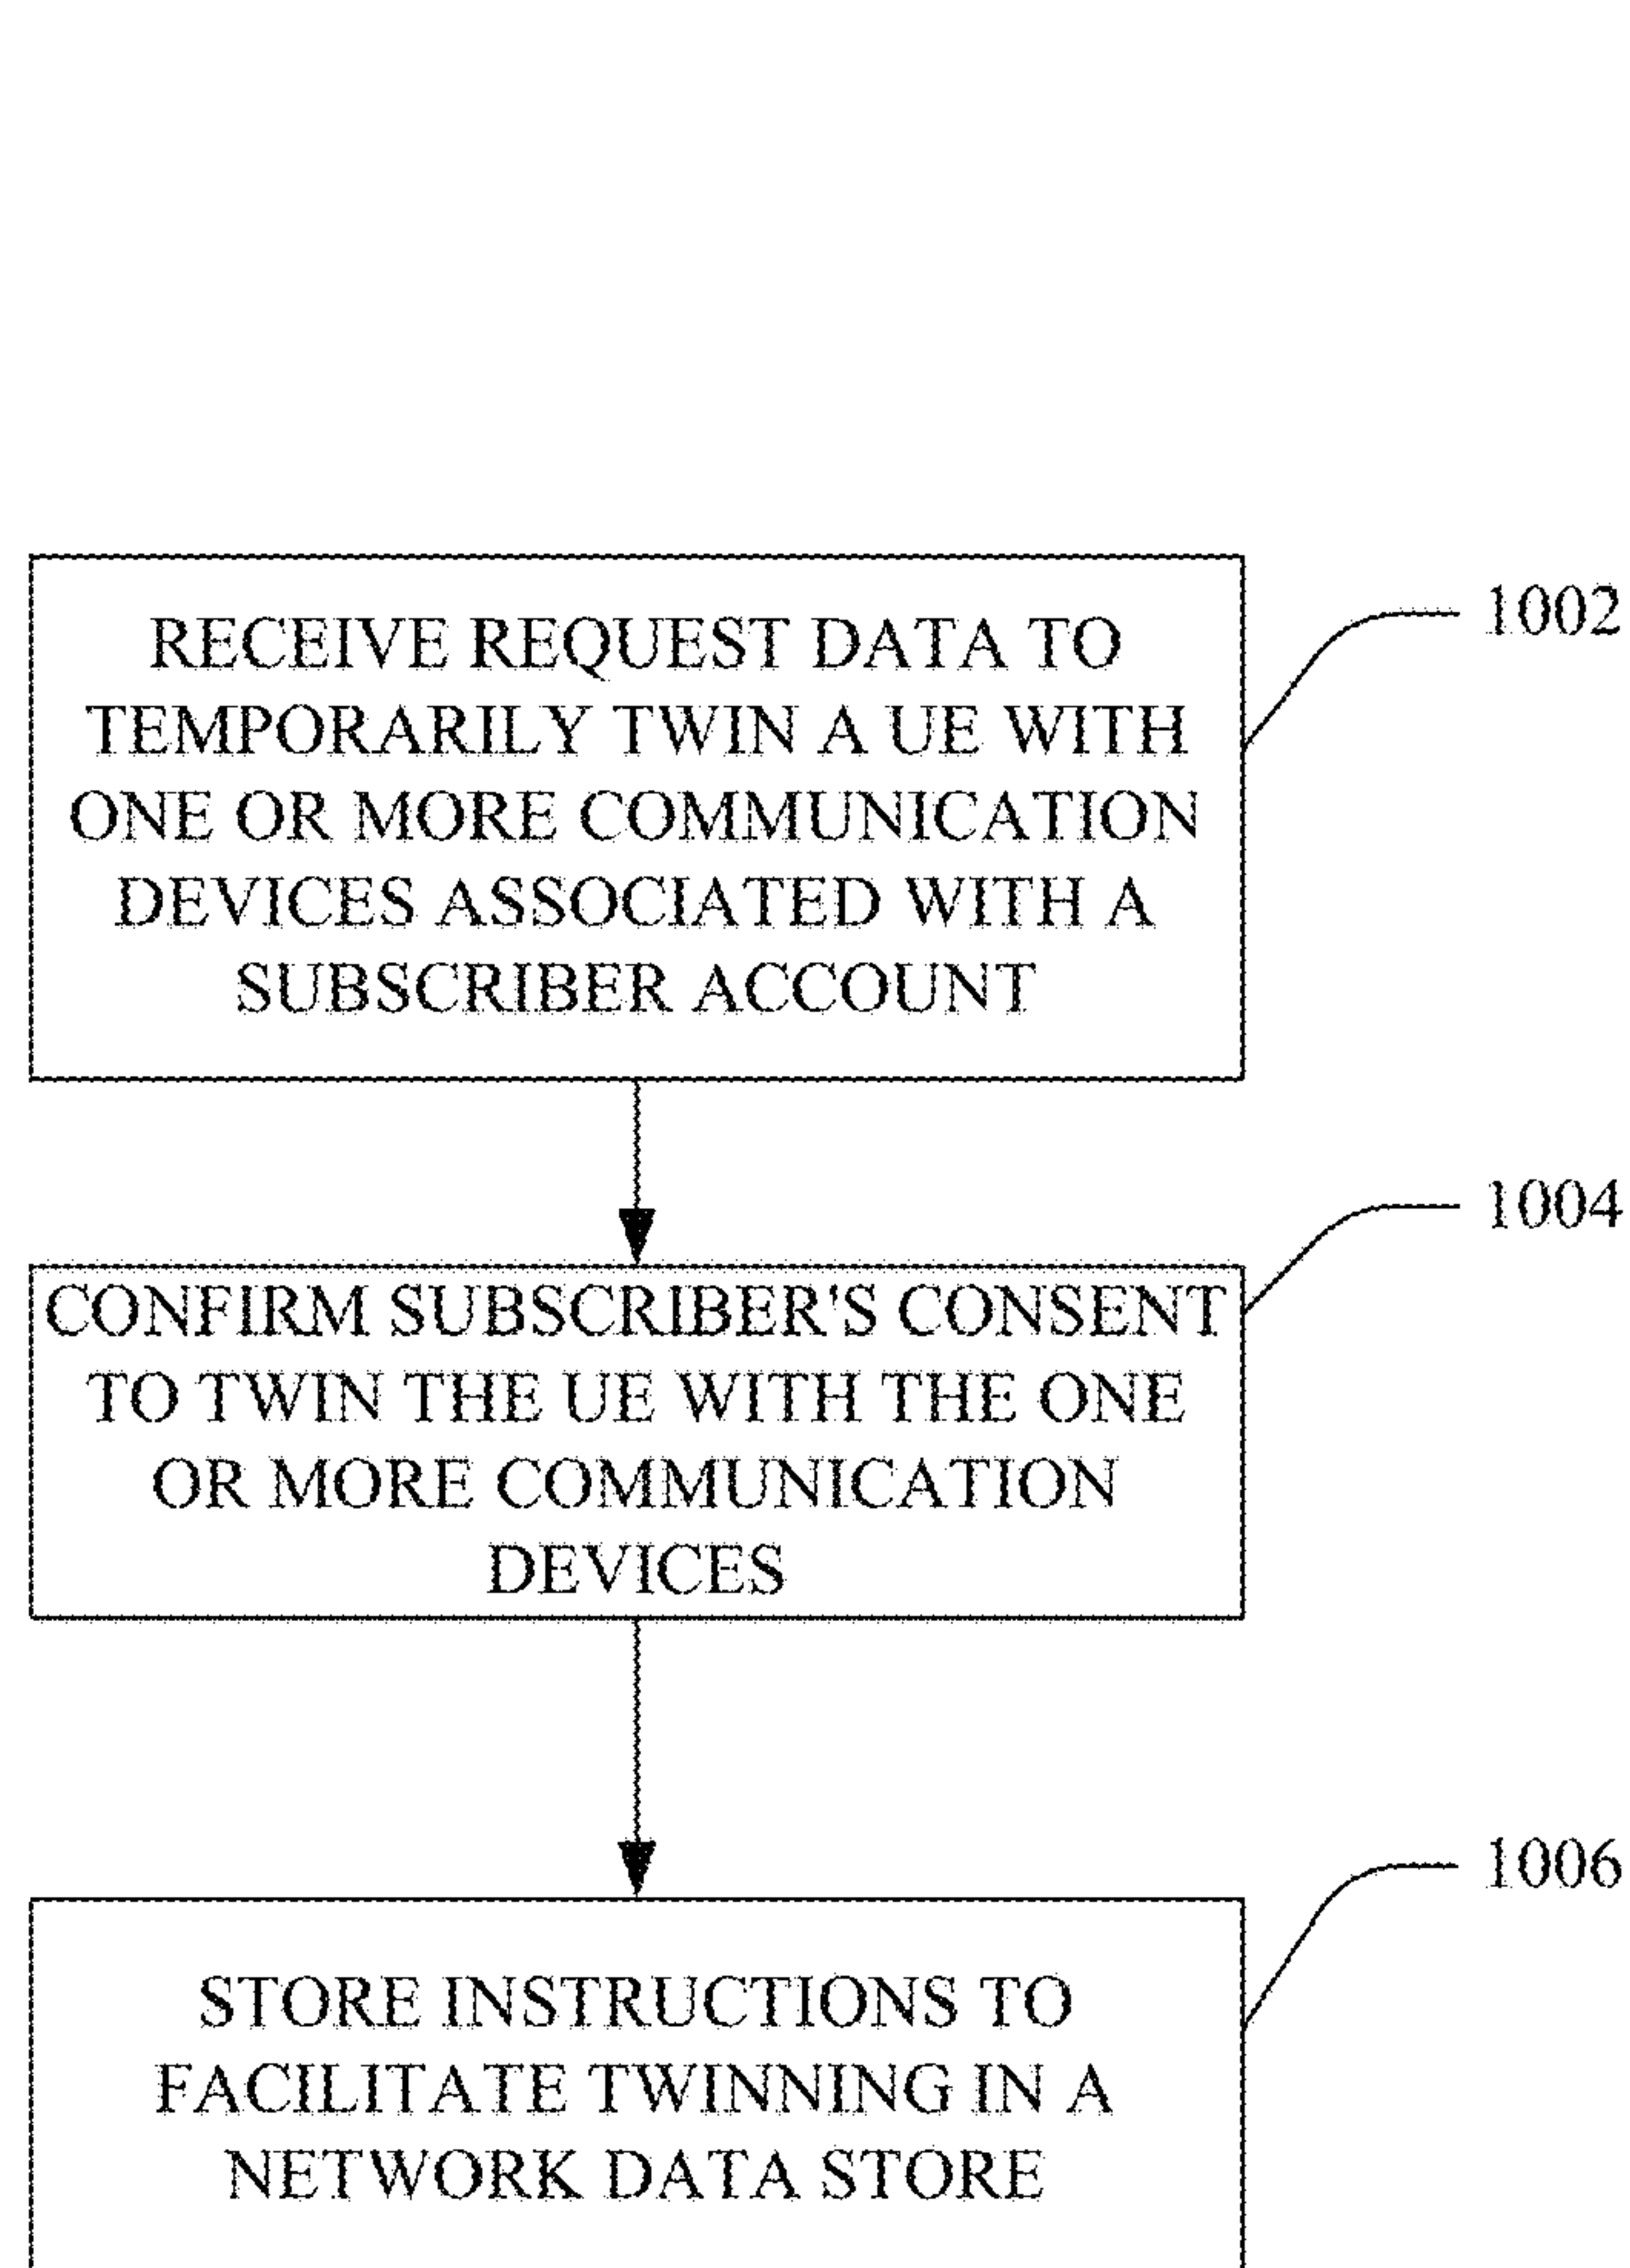 RECEIVE REQUEST DATA TO
TEMPORARILY TWIN A UE WITH
ONE OR MORE COMMUNICATION
DEVICES ASSOCIATED WITH A
SUBSCRIBER ACCOUNT
1002
CONFIRM SUBSCRIBER'S CONSENT
TO TWIN THE UE WITH THE ONE
OR MORE COMMUNICATION
DEVICES
1004
STORE INSTRUCTIONS TO
FACILITATE TWINNING IN A
NETWORK DATA STORE
1006